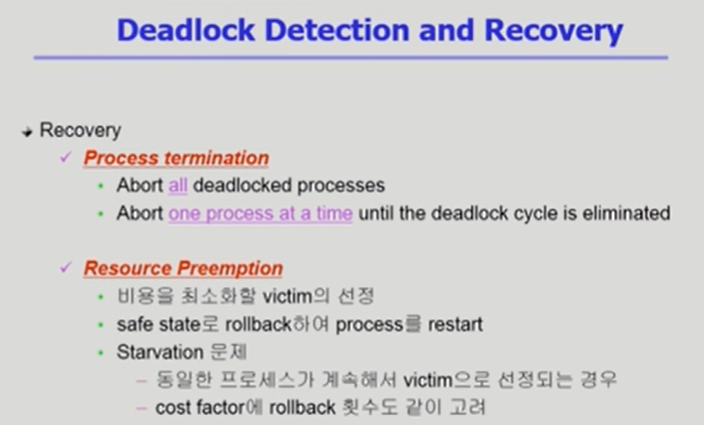 Deadlock Detection and Recovery
Recovery
Process termination
Abort all deadlocked processes
Abort one process at a time until the deadlock cycle is eliminated
Resource Preemption
비용을 최소화할 victim의 선정
safe state로 rollback하여 process를 restart
Starvation 문제
동일한 프로세스가 계속해서 victim으로 선정되는 경우
cost factor에 rollback 횟수도 같이 고려